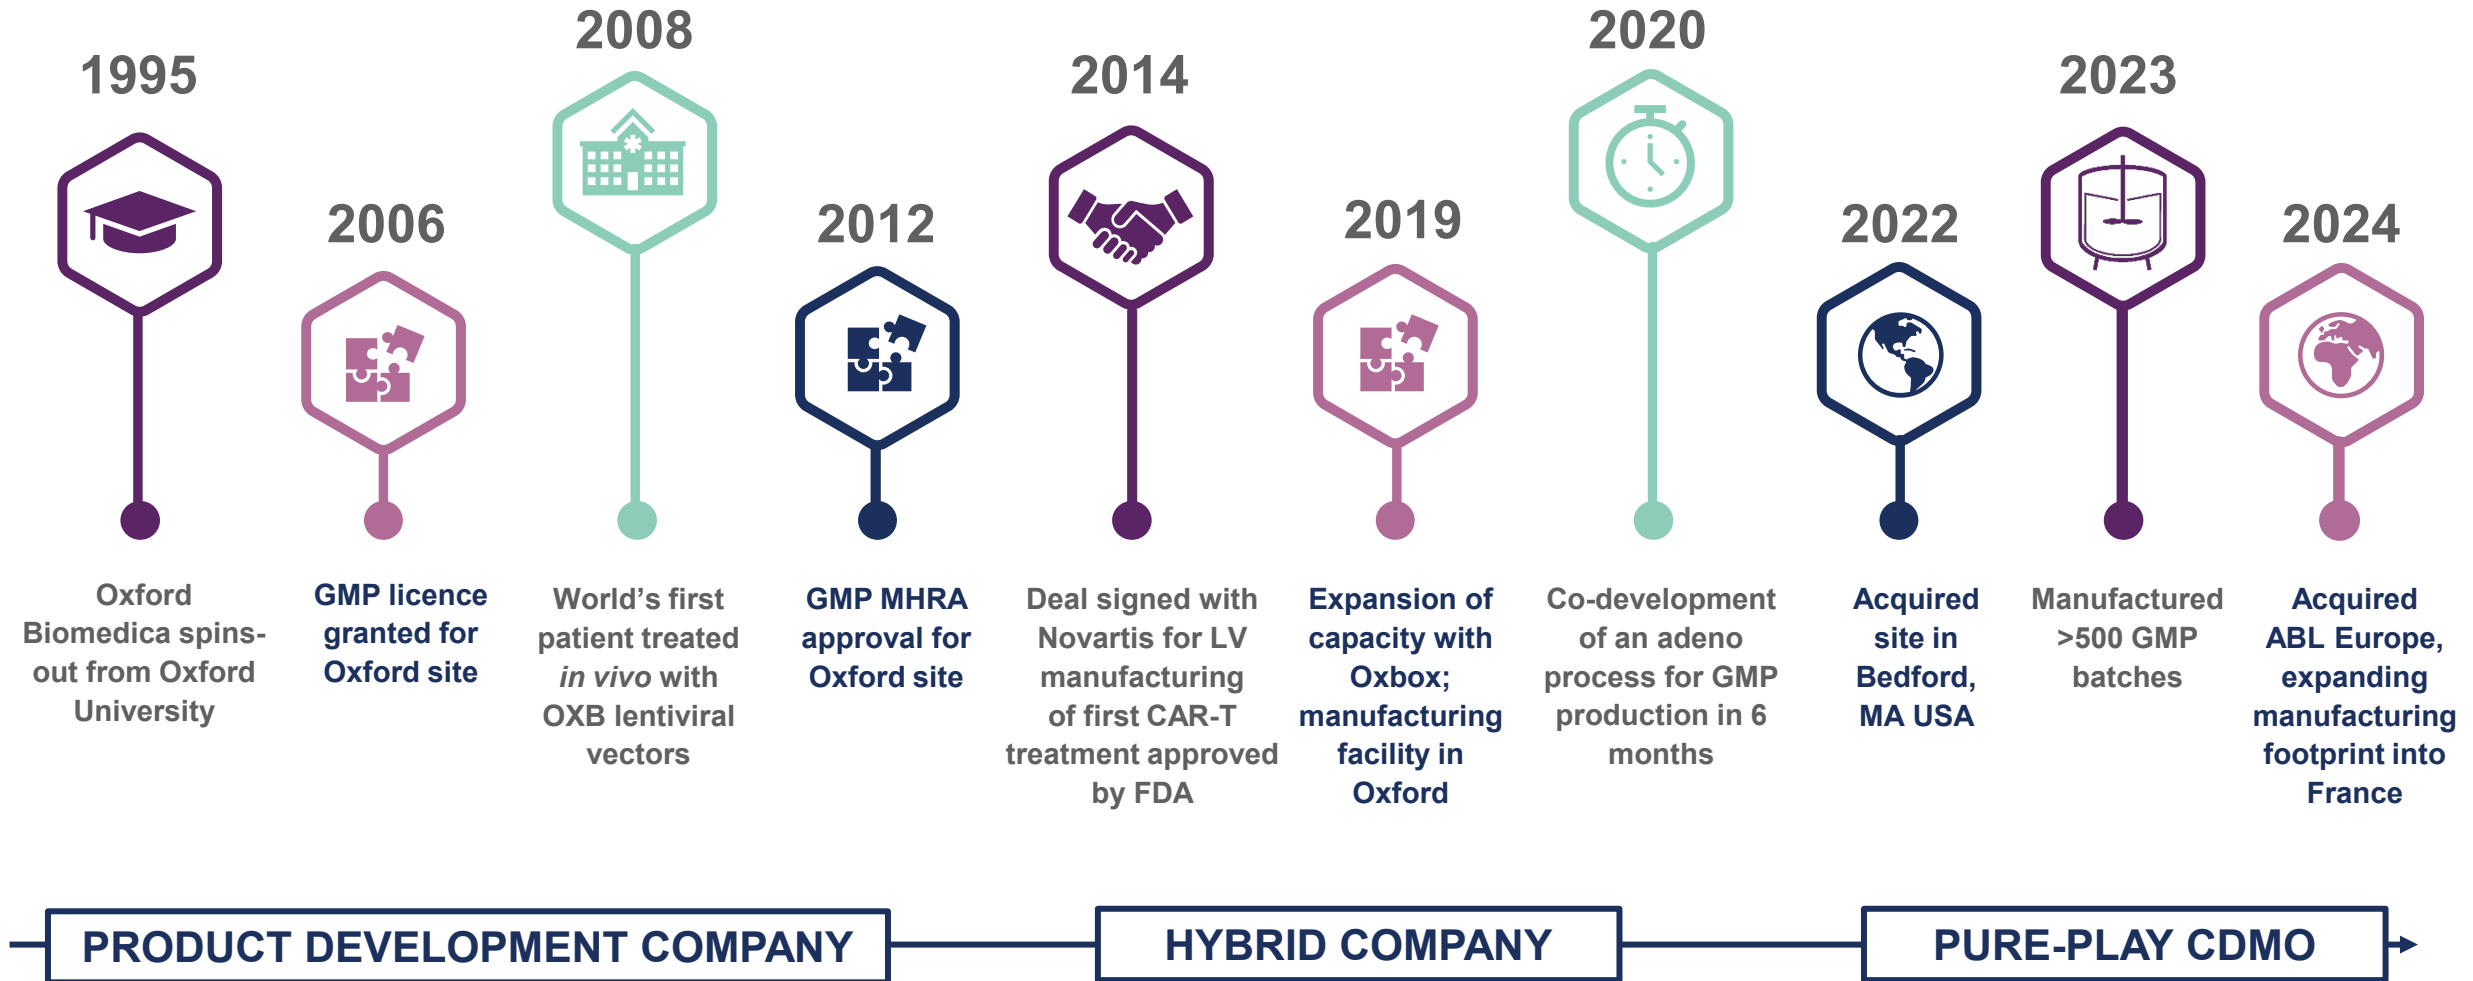 1995
Oxford
Biomedica spins-
out from Oxford
University
2006
GMP licence
granted for
Oxford site
2008
World’s first
patient treated
in vivo with
OXB lentiviral
vectors
2012
GMP MHRA
approval for
Oxford site
2014
Deal signed with
Novartis for LV
manufacturing
of first CAR-T
treatment approved
by FDA
2019
Expansion of
capacity with
Oxbox;
manufacturing
facility in
Oxford
2020
Co-development
of an adeno
process for GMP
production in 6
months
2022
Acquired
site in
Bedford,
MA USA
2023
Manufactured
>500 GMP
batches
2024
Acquired
ABL Europe,
expanding
manufacturing
footprint into
France
PRODUCT DEVELOPMENT COMPANY
HYBRID COMPANY
PURE-PLAY CDMO